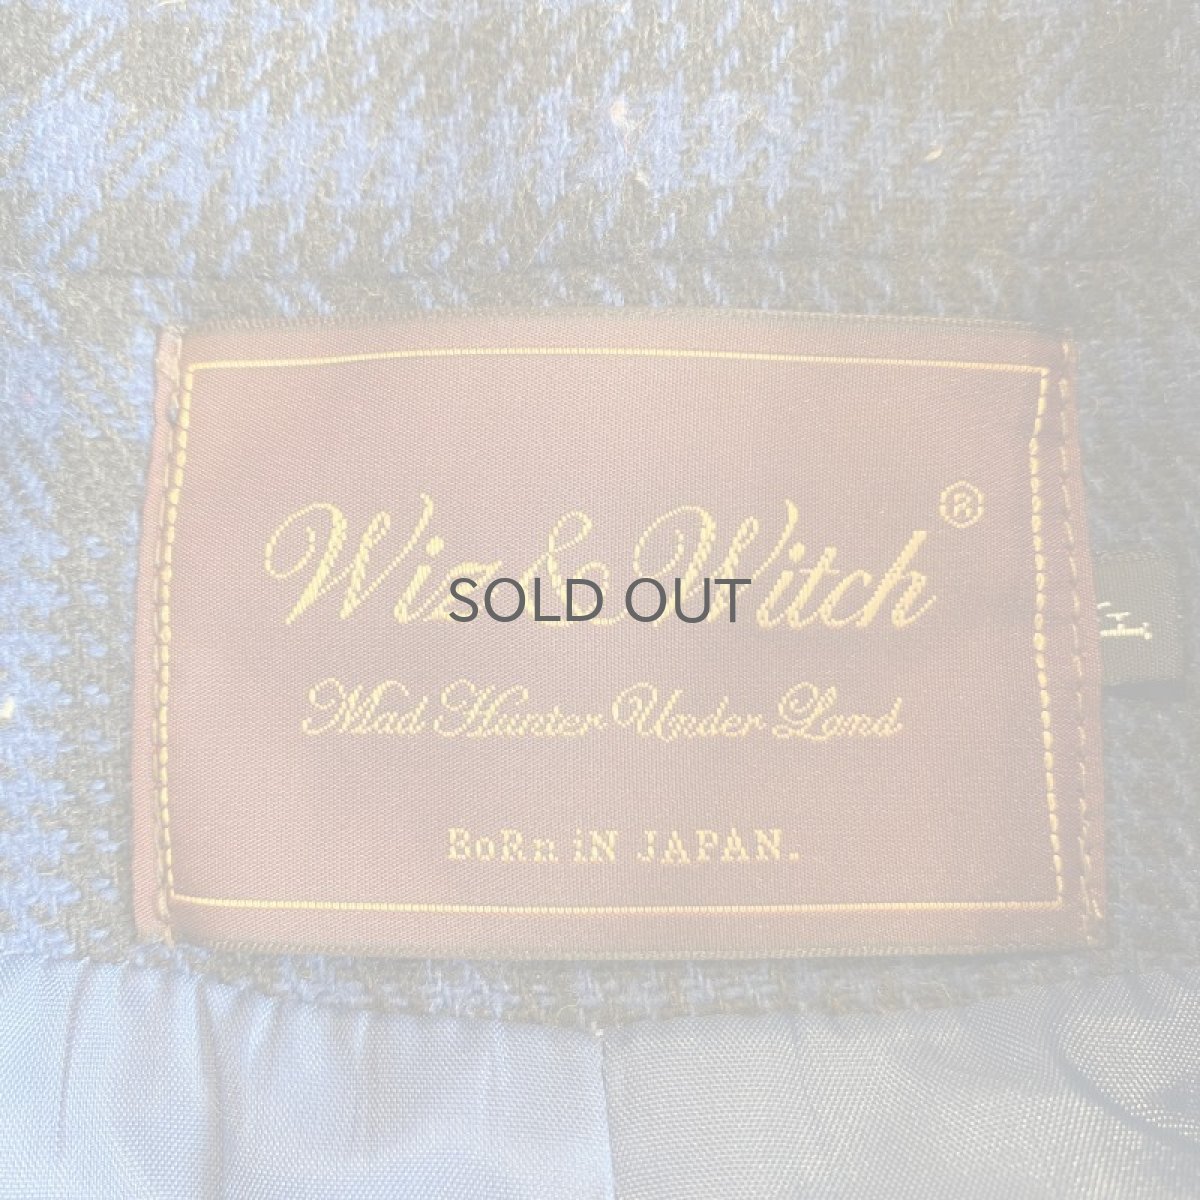 Wiz & Witch ®
SOLD OUT
Mad Hunter Under Land
BoRn iN JAPAN.
F